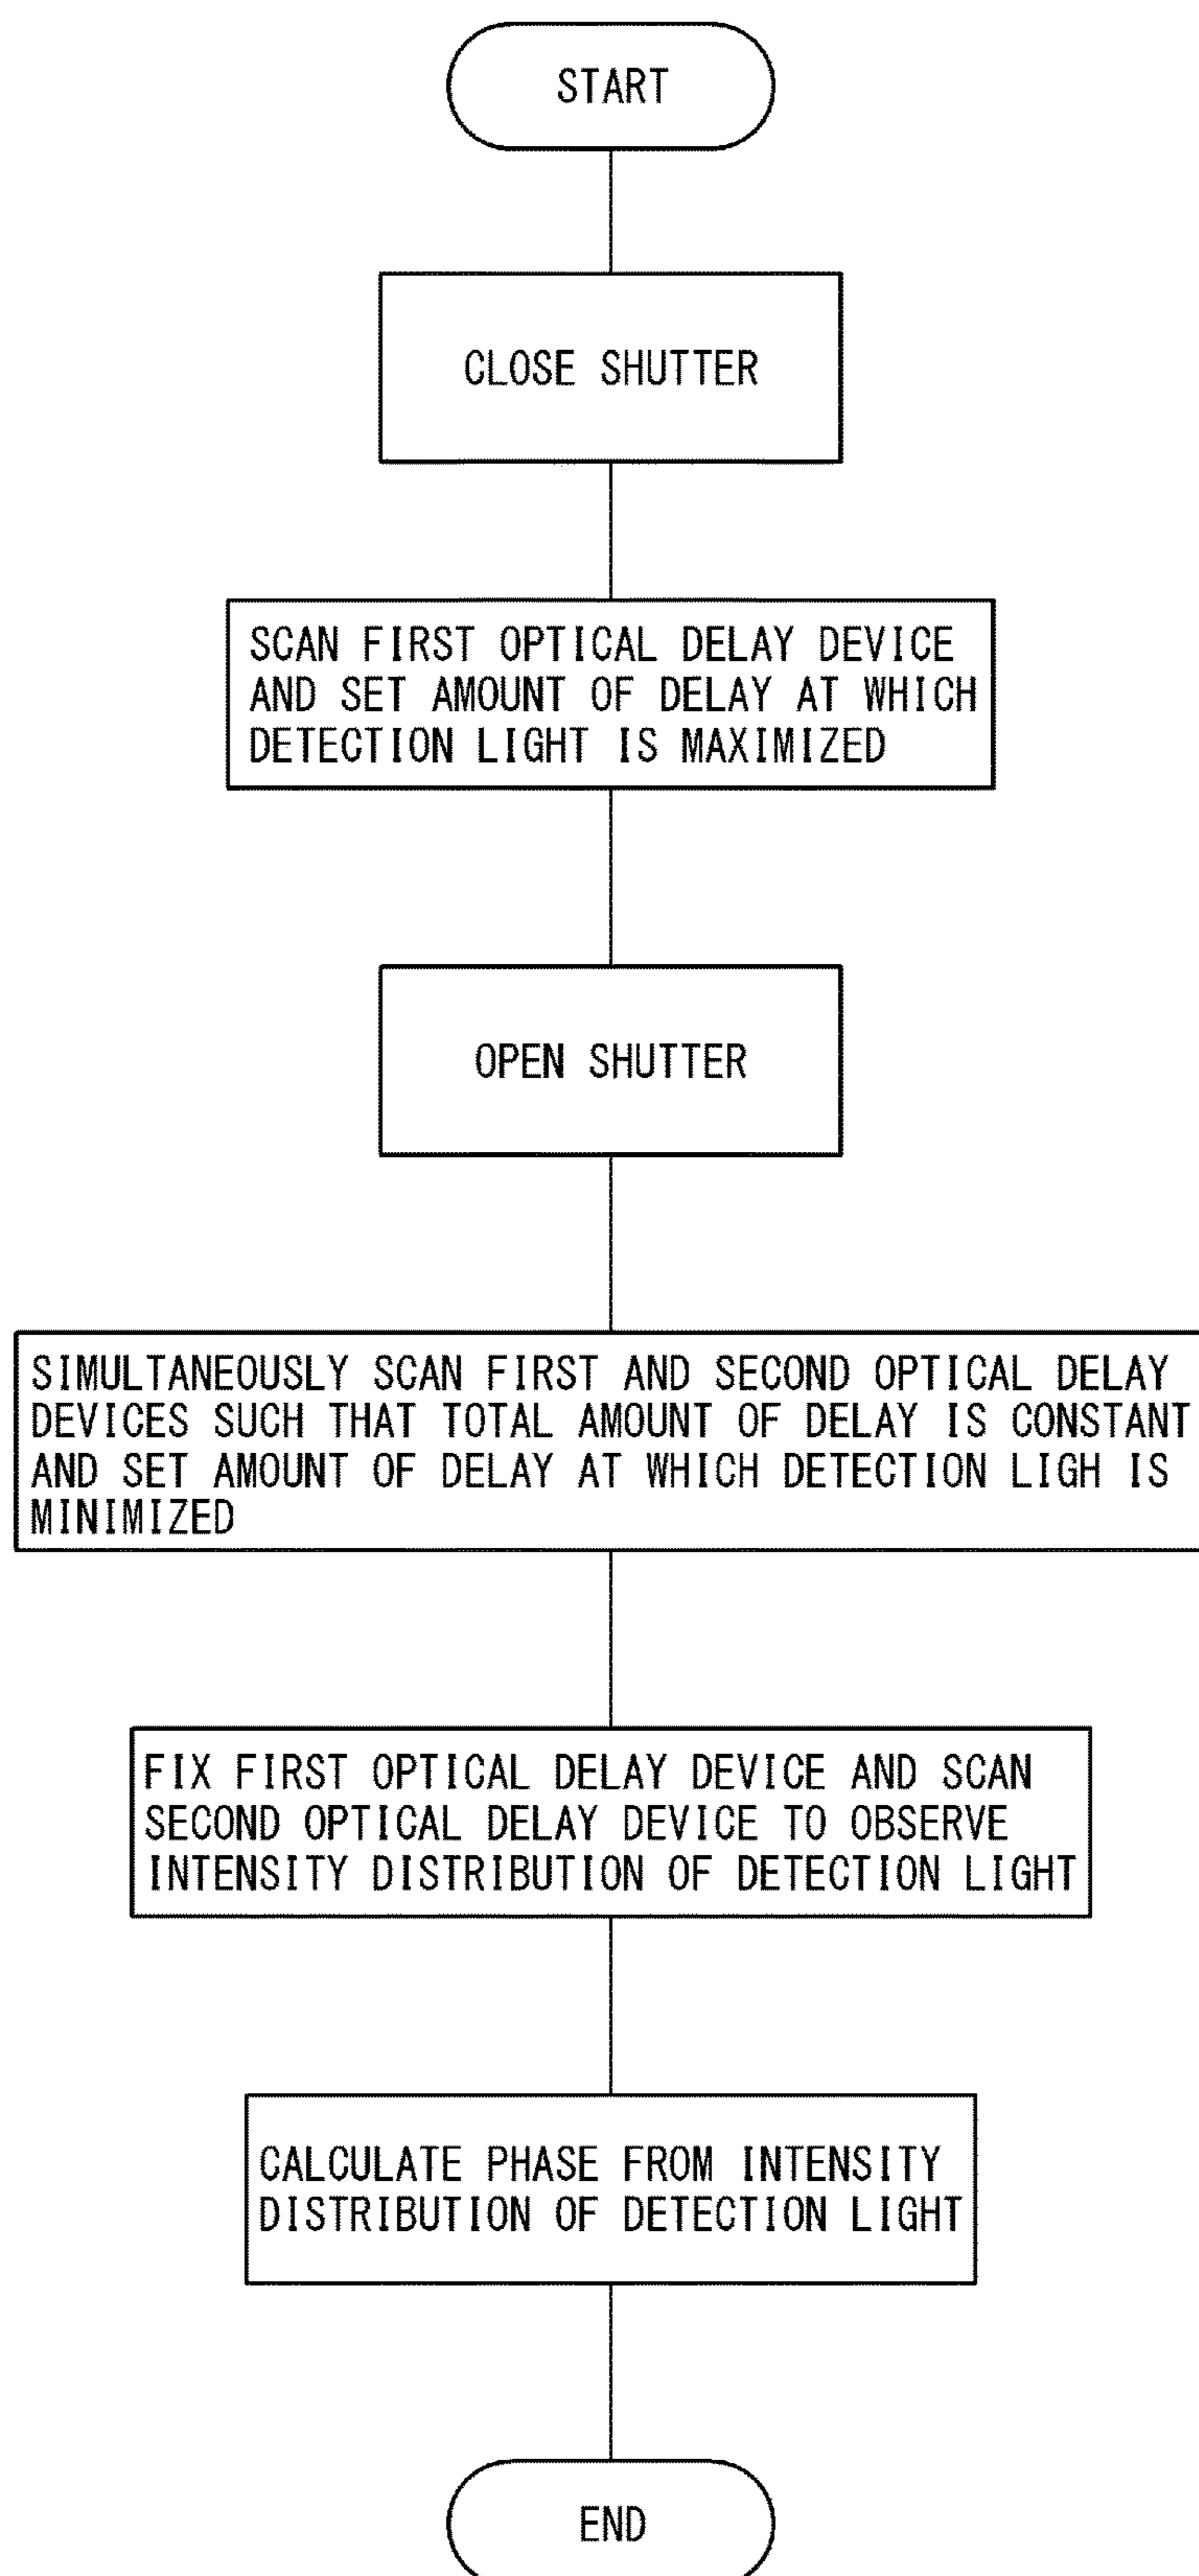 START
CLOSE SHUTTER
SCAN FIRST OPTICAL DELAY DEVICE
AND SET AMOUNT OF DELAY AT WHICH
DETECTION LIGHT IS MAXIMIZED
OPEN SHUTTER
SIMULTANEOUSLY SCAN FIRST AND SECOND OPTICAL DELAY
DEVICES SUCH THAT TOTAL AMOUNT OF DELAY IS CONSTANT
AND SET AMOUNT OF DELAY AT WHICH DETECTION LIGH IS
MINIMIZED
FIX FIRST OPTICAL DELAY DEVICE AND SCAN
SECOND OPTICAL DELAY DEVICE TO OBSERVE
INTENSITY DISTRIBUTION OF DETECTION LIGHT
CALCULATE PHASE FROM INTENSITY
DISTRIBUTION OF DETECTION LIGHT
END